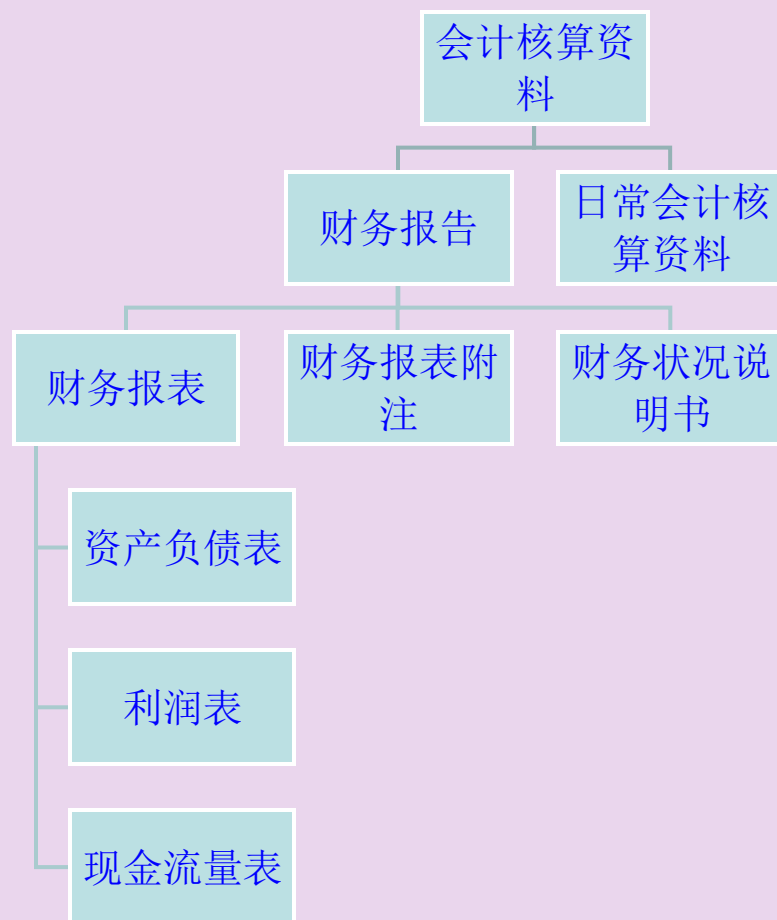 会计核算资
料
财务报告
日常会计核
算资料
财务报表
财务报表附
注
财务状况说
明书
资产负债表
利润表
现金流量表